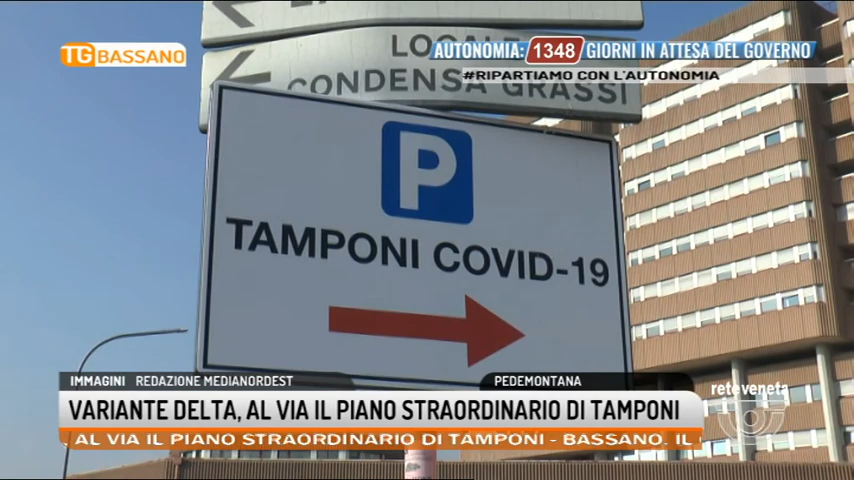 TG BASSANO
AUTONOMIA: 1348 GIORNI IN ATTESA DEL GOVERNO
#RIPARTIAMO CON L'AUTONOMIA
LOCALE
CONDENSA GRASSI
P
TAMPONI COVID-19
IMMAGINI REDAZIONE MEDIANORDEST
PEDEMONTANA
VARIANTE DELTA, AL VIA IL PIANO STRAORDINARIO DI TAMPONI
AL VIA IL PIANO STRAORDINARIO DI TAMPONI - BASSANO. IL
reteveneta